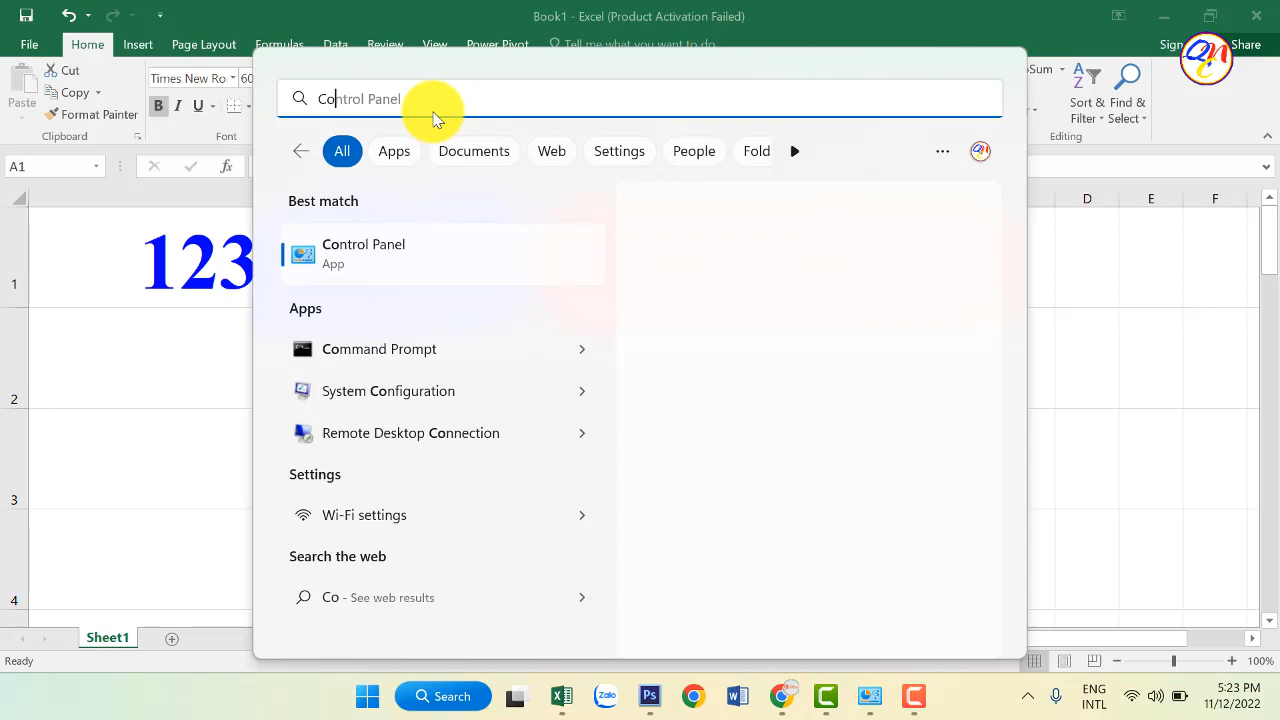 Book1 - Excel (Product Activation Failed)
File Home Insert Page Layout Formulas Data Review View Power Pivot Tell me what you want to do Share
Cut
Copy
Format Painter
Paste
Clipboard
Times New Ro 60
B I U
Font
Sort & Find &
Filter Select
Editing
A1 fx
Control Panel
All Apps Documents Web Settings People Fold
Best match
Control Panel
App
Apps
Command Prompt
System Configuration
Remote Desktop Connection
Settings
Wi-Fi settings
Search the web
Co - See web results
D E F
1 123
2
3
4
Sheet1
Ready 100%
Search Zalo Ps ENG 5:23 PM
INTL 11/12/2022